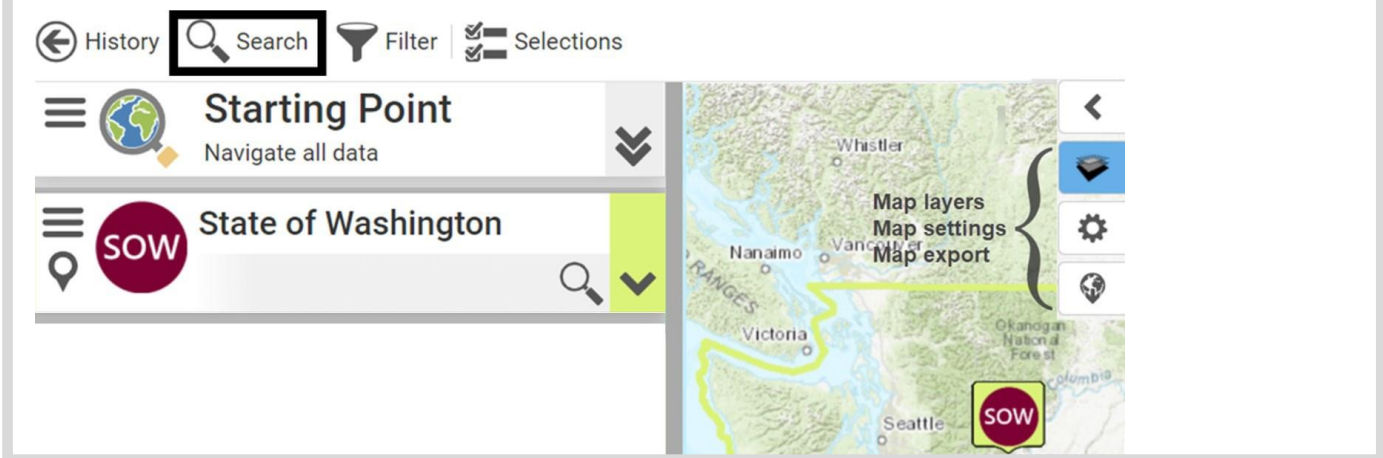 History Search Filter Selections
Starting Point
Navigate all data
SOW State of Washington
Whistler
Map layers
Map settings
Map export
Nanaimo
Vancouver
RANGES
Victoria
Okanogan
National
Forest
Columbia
Seattle
SOW